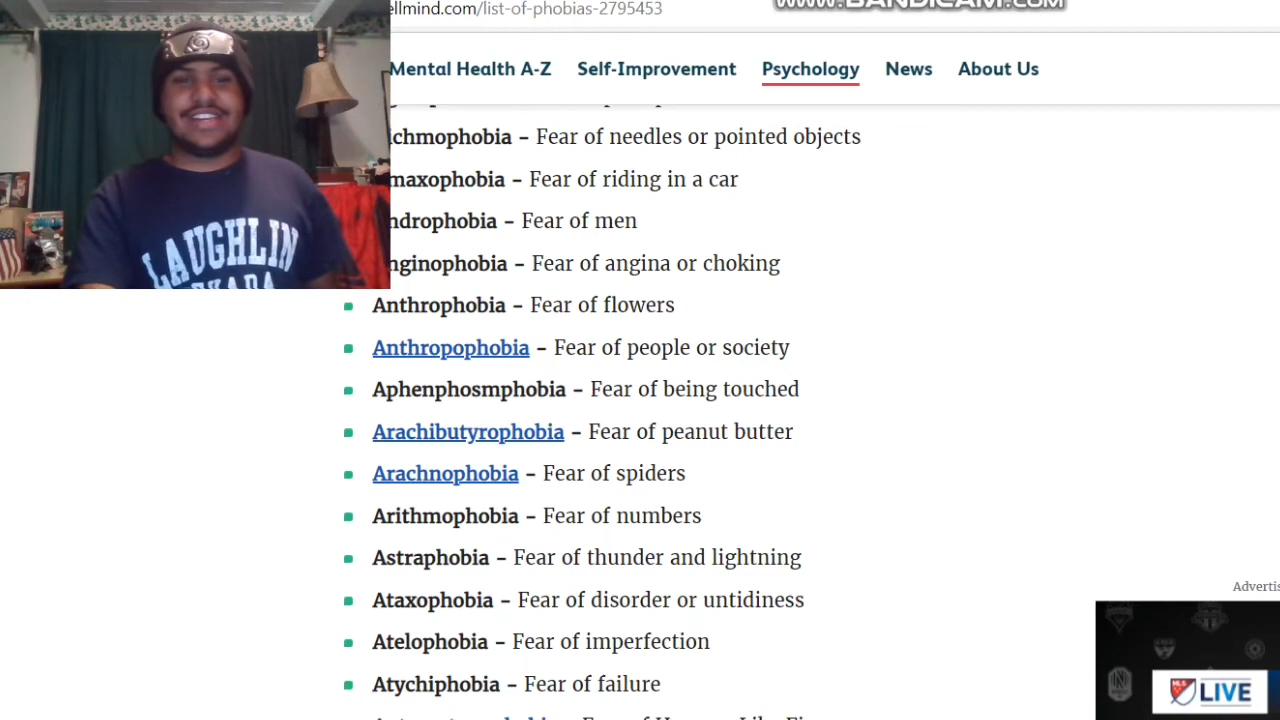 ellmind.com/list-of-phobias-2795453
WWW.BANDICAM.COM
Mental Health A-Z Self-Improvement Psychology News About Us
ichmophobia – Fear of needles or pointed objects
maxophobia – Fear of riding in a car
ndrophobia – Fear of men
nginophobia – Fear of angina or choking
Anthrophobia – Fear of flowers
Anthropophobia – Fear of people or society
Aphenphosmphobia – Fear of being touched
Arachibutyrophobia – Fear of peanut butter
Arachnophobia – Fear of spiders
Arithmophobia – Fear of numbers
Astraphobia – Fear of thunder and lightning
Ataxophobia – Fear of disorder or untidiness
Atelophobia – Fear of imperfection
Atychiphobia – Fear of failure
LAUGHLIN
Advertis
MLS LIVE